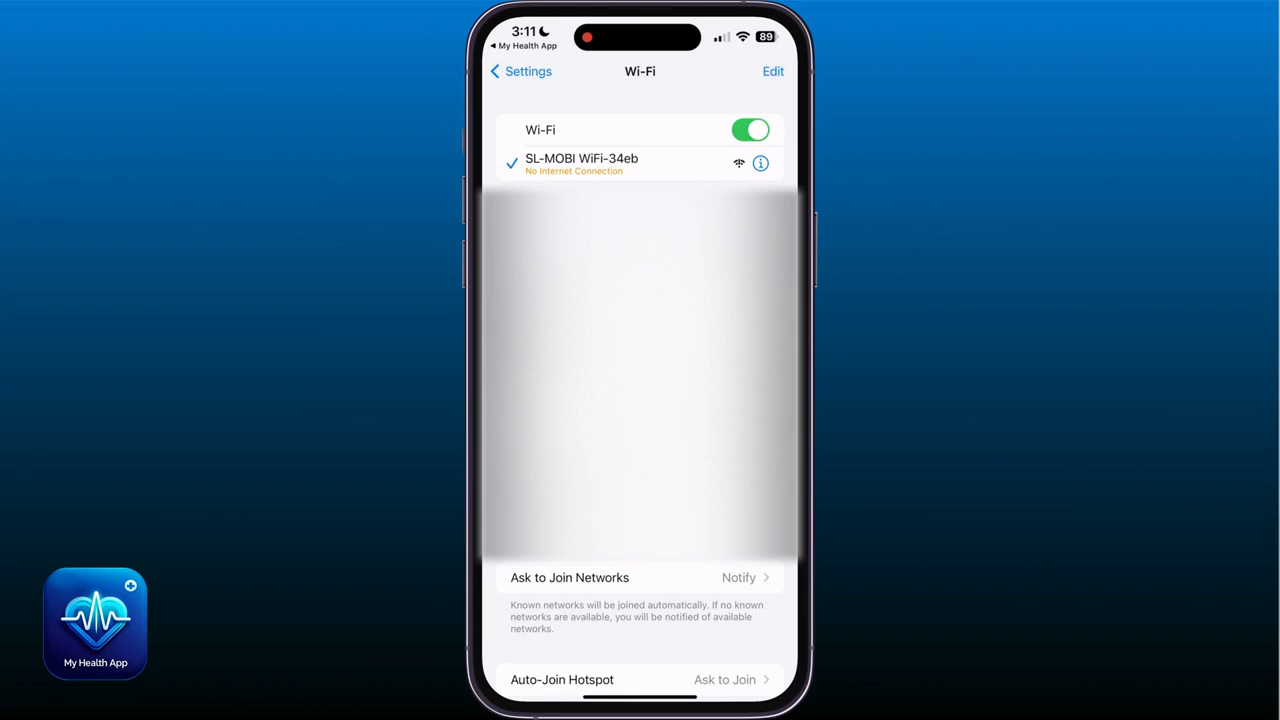 3:11
89
◀ My Health App
Settings
Wi-Fi
Edit
Wi-Fi
SL-MOBI WiFi-34eb
No Internet Connection
Ask to Join Networks
Notify
Known networks will be joined automatically. If no known
networks are available, you will be notified of available
networks.
Auto-Join Hotspot
Ask to Join
My Health App